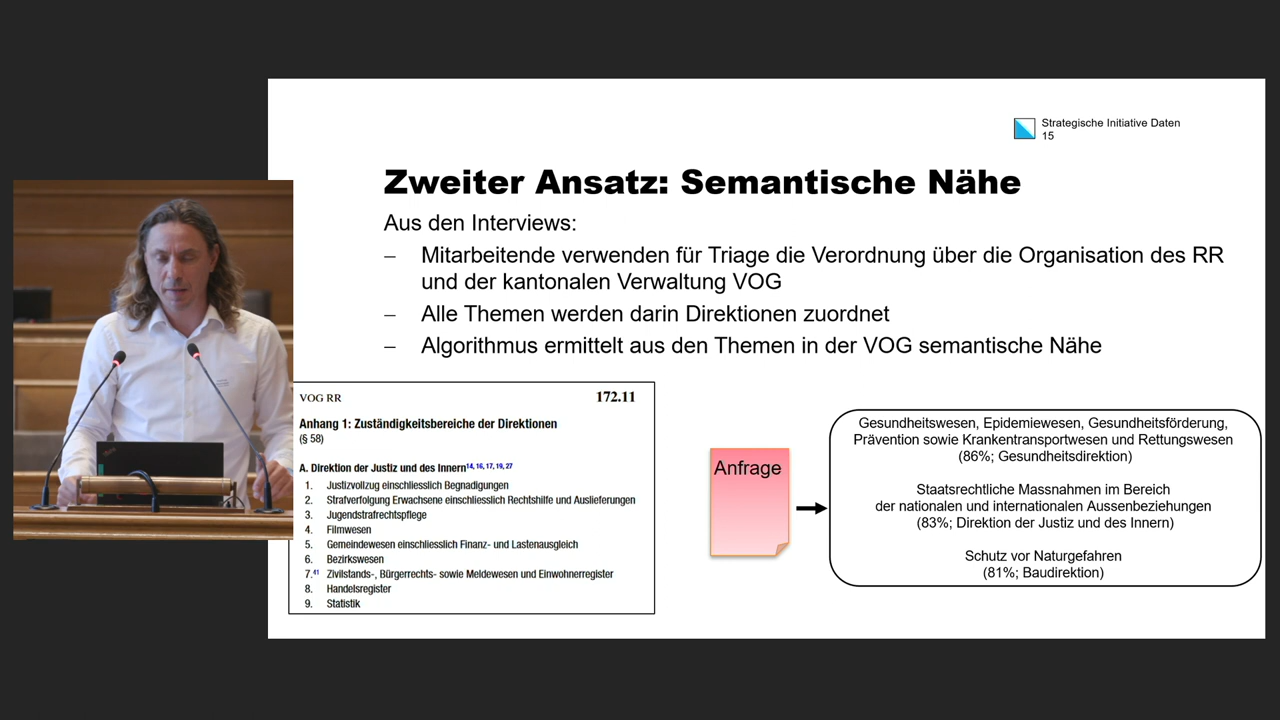 Strategische Initiative Daten
15
Zweiter Ansatz: Semantische Nähe
Aus den Interviews:
– Mitarbeitende verwenden für Triage die Verordnung über die Organisation des RR
und der kantonalen Verwaltung VOG
– Alle Themen werden darin Direktionen zuordnet
– Algorithmus ermittelt aus den Themen in der VOG semantische Nähe
VOG RR 172.11
Anhang 1: Zuständigkeitsbereiche der Direktionen
(§ 58)
A. Direktion der Justiz und des Innern14, 16, 17, 19, 27
1. Justizvollzug einschliesslich Begnadigungen
2. Strafverfolgung Erwachsene einschliesslich Rechtshilfe und Auslieferungen
3. Jugendstrafrechtspflege
4. Filmwesen
5. Gemeindewesen einschliesslich Finanz- und Lastenausgleich
6. Bezirkswesen
7.41 Zivilstands-, Bürgerrechts- sowie Meldewesen und Einwohnerregister
8. Handelsregister
9. Statistik
Anfrage
Gesundheitswesen, Epidemiewesen, Gesundheitsförderung,
Prävention sowie Krankentransportwesen und Rettungswesen
(86%; Gesundheitsdirektion)
Staatsrechtliche Massnahmen im Bereich
der nationalen und internationalen Aussenbeziehungen
(83%; Direktion der Justiz und des Innern)
Schutz vor Naturgefahren
(81%; Baudirektion)